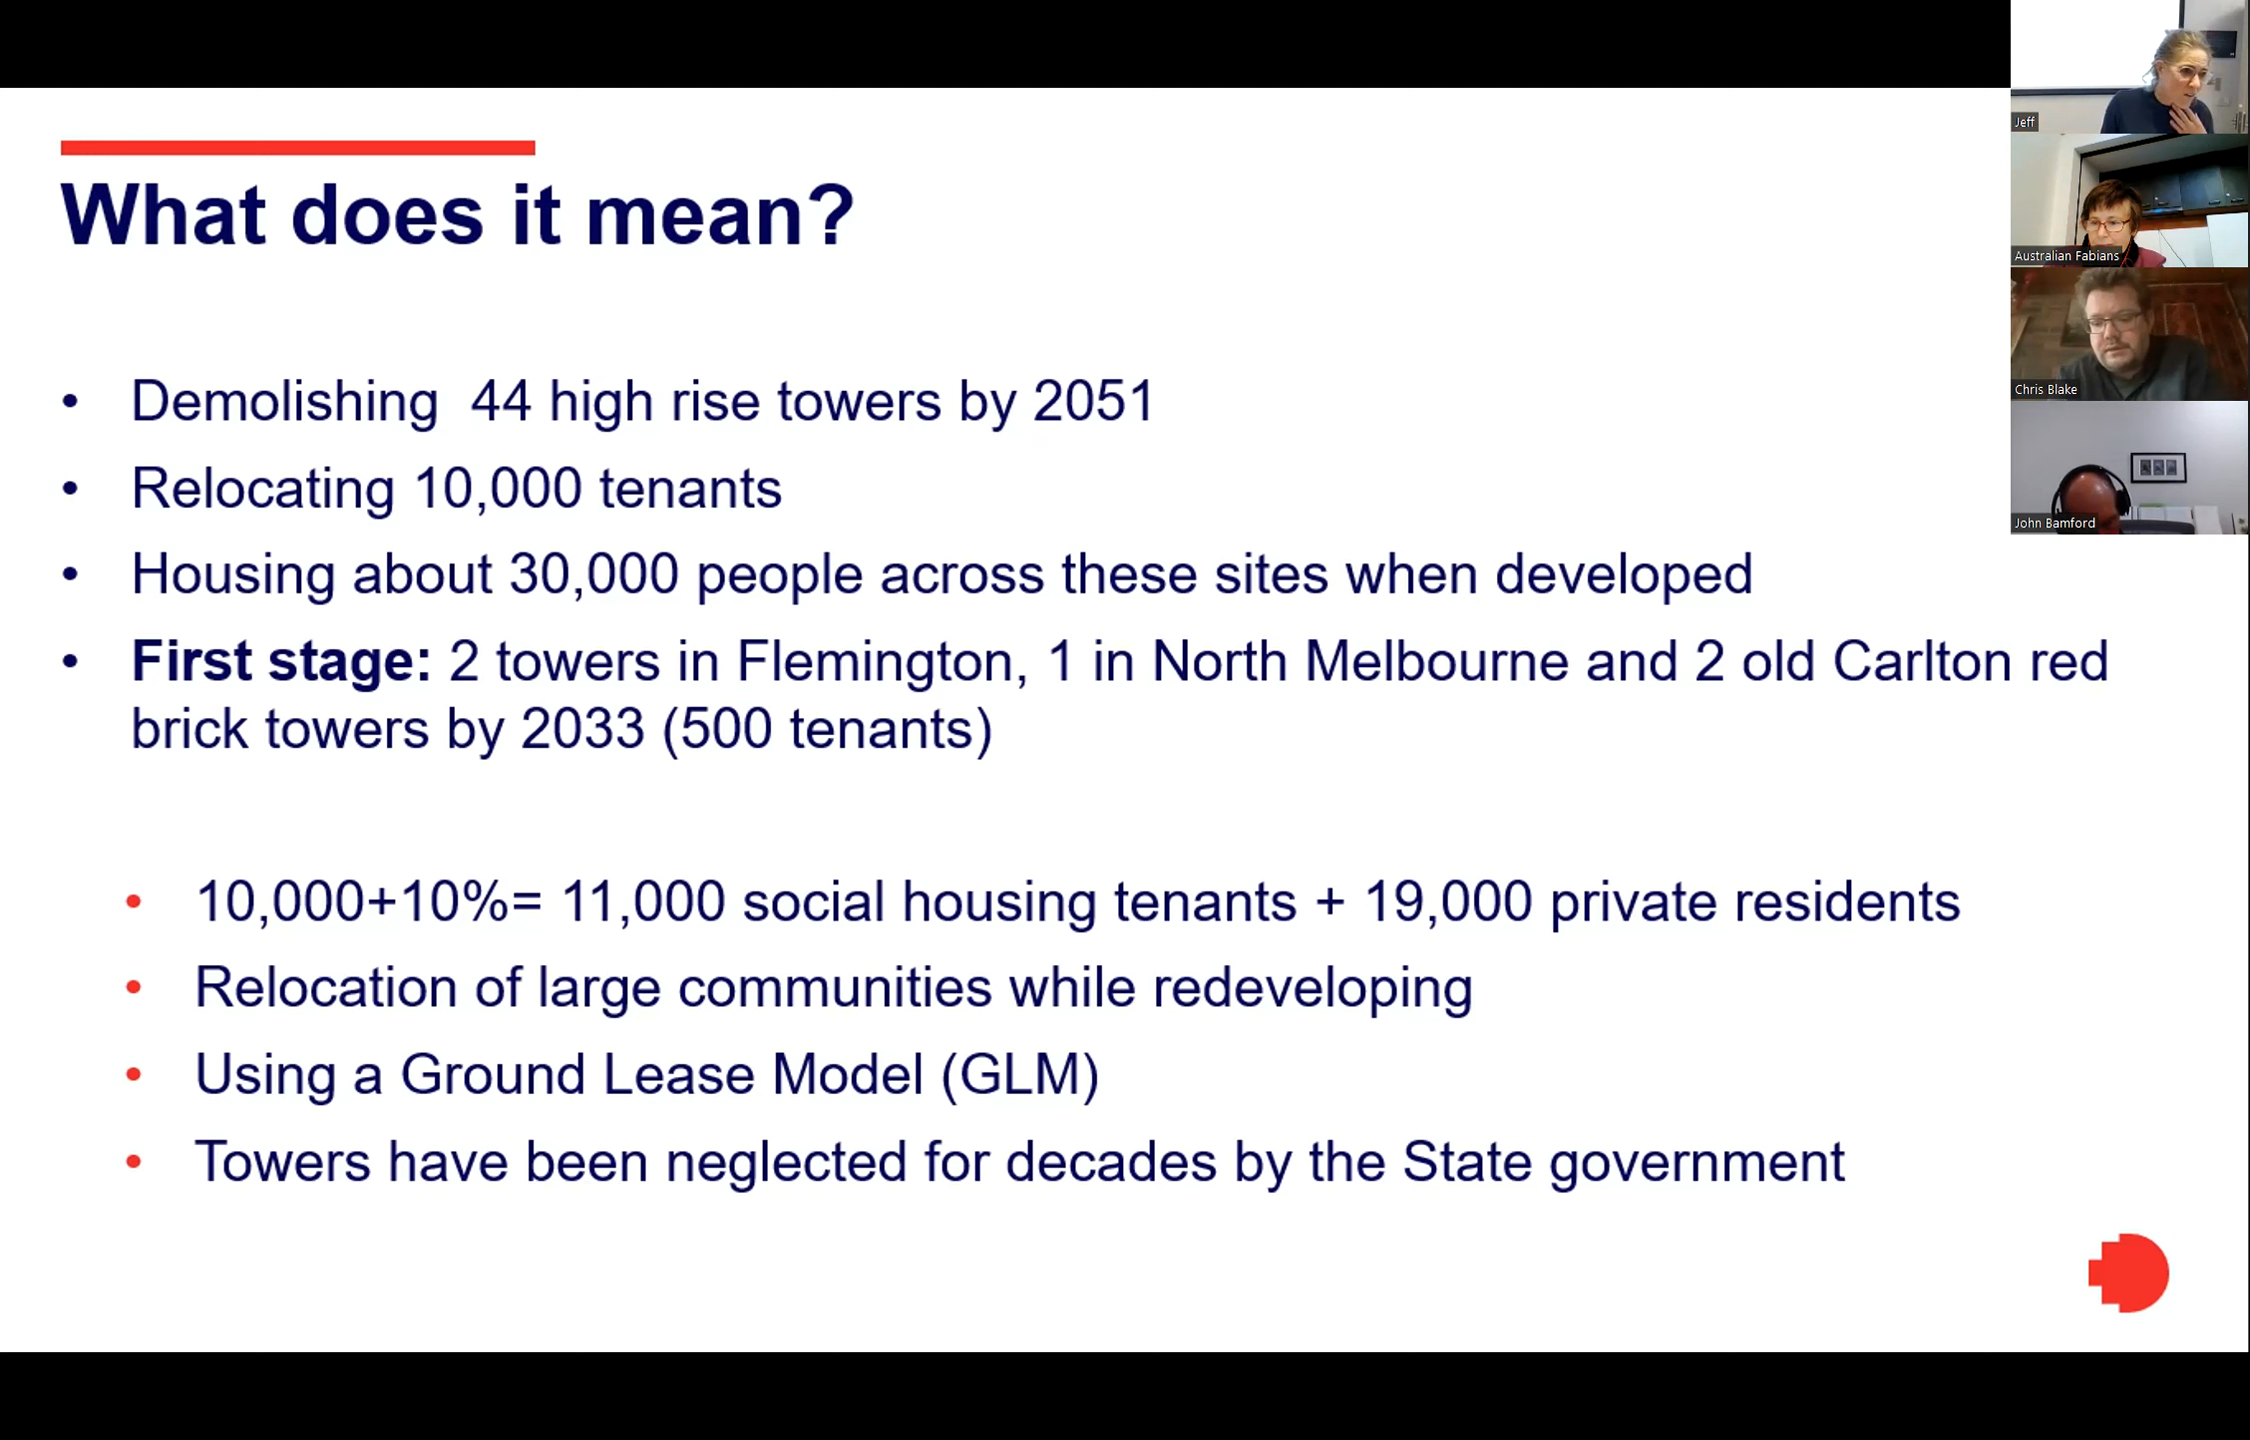 What does it mean?
• Demolishing  44 high rise towers by 2051
• Relocating 10,000 tenants
• Housing about 30,000 people across these sites when developed
• First stage: 2 towers in Flemington, 1 in North Melbourne and 2 old Carlton red
brick towers by 2033 (500 tenants)
• 10,000+10%= 11,000 social housing tenants + 19,000 private residents
• Relocation of large communities while redeveloping
• Using a Ground Lease Model (GLM)
• Towers have been neglected for decades by the State government
Jeff
Australian Fabians
Chris Blake
John Bamford